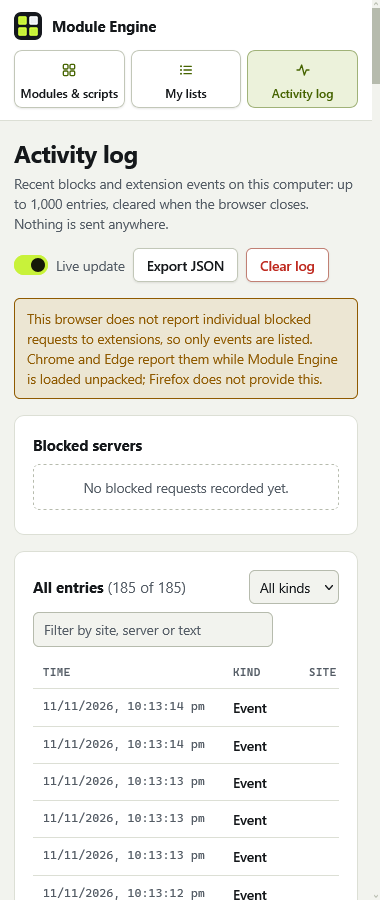 Module Engine
Modules & scripts
My lists
Activity log
Activity log
Recent blocks and extension events on this computer: up
to 1,000 entries, cleared when the browser closes.
Nothing is sent anywhere.
Live update
Export JSON
Clear log
This browser does not report individual blocked
requests to extensions, so only events are listed.
Chrome and Edge report them while Module Engine
is loaded unpacked; Firefox does not provide this.
Blocked servers
No blocked requests recorded yet.
All entries (185 of 185)
All kinds
Filter by site, server or text
TIME KIND SITE
11/11/2026, 10:13:14 pm Event
11/11/2026, 10:13:14 pm Event
11/11/2026, 10:13:13 pm Event
11/11/2026, 10:13:13 pm Event
11/11/2026, 10:13:13 pm Event
11/11/2026, 10:13:12 pm Event